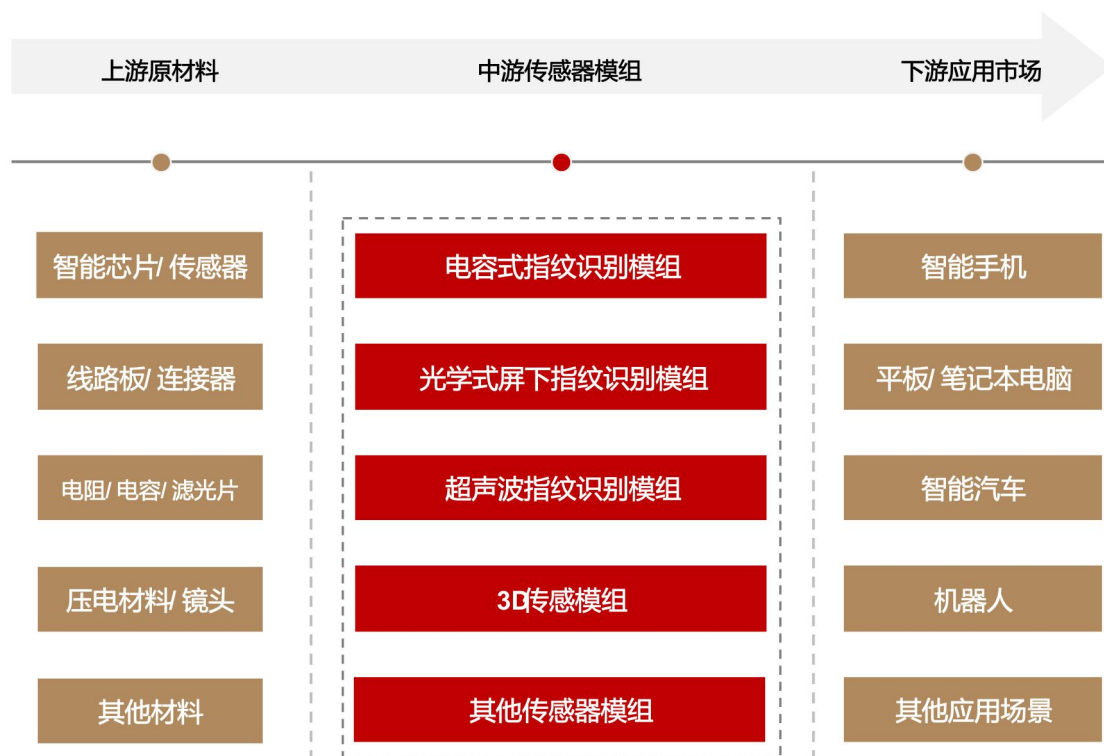 上游原材料
中游传感器模组
下游应用市场
智能芯片/ 传感器
电容式指纹识别模组
智能手机
线路板/ 连接器
光学式屏下指纹识别模组
平板/ 笔记本电脑
电阻/ 电容/ 滤光片
超声波指纹识别模组
智能汽车
压电材料/ 镜头
3D传感模组
机器人
其他材料
其他传感器模组
其他应用场景